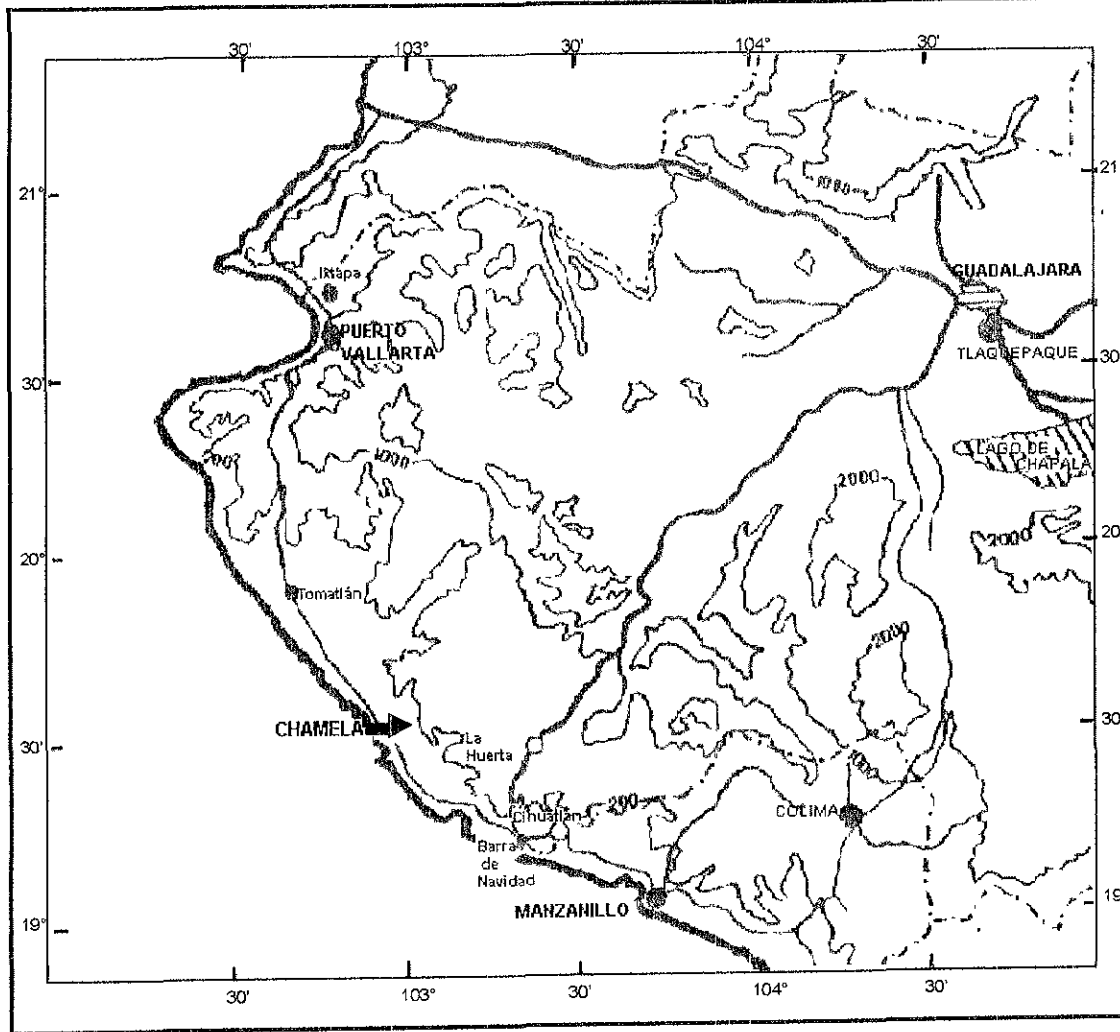 30'
103°
30'
104°
30'
21°
21
1000
Ixtapa
GUADALAJARA
PUERTO
VALLARTA
TLAQUEPAQUE
30'
30
LAGO DE
CHAPALA
1000
2000
2000
20
20°
Tomatlán
2000
CHAMELA
30
La
Huerta
30'
1000
200
Cihuatlán
COLIMA
Barra
de
Navidad
MANZANILLO
19
19°
30'
103°
30'
104°
30'